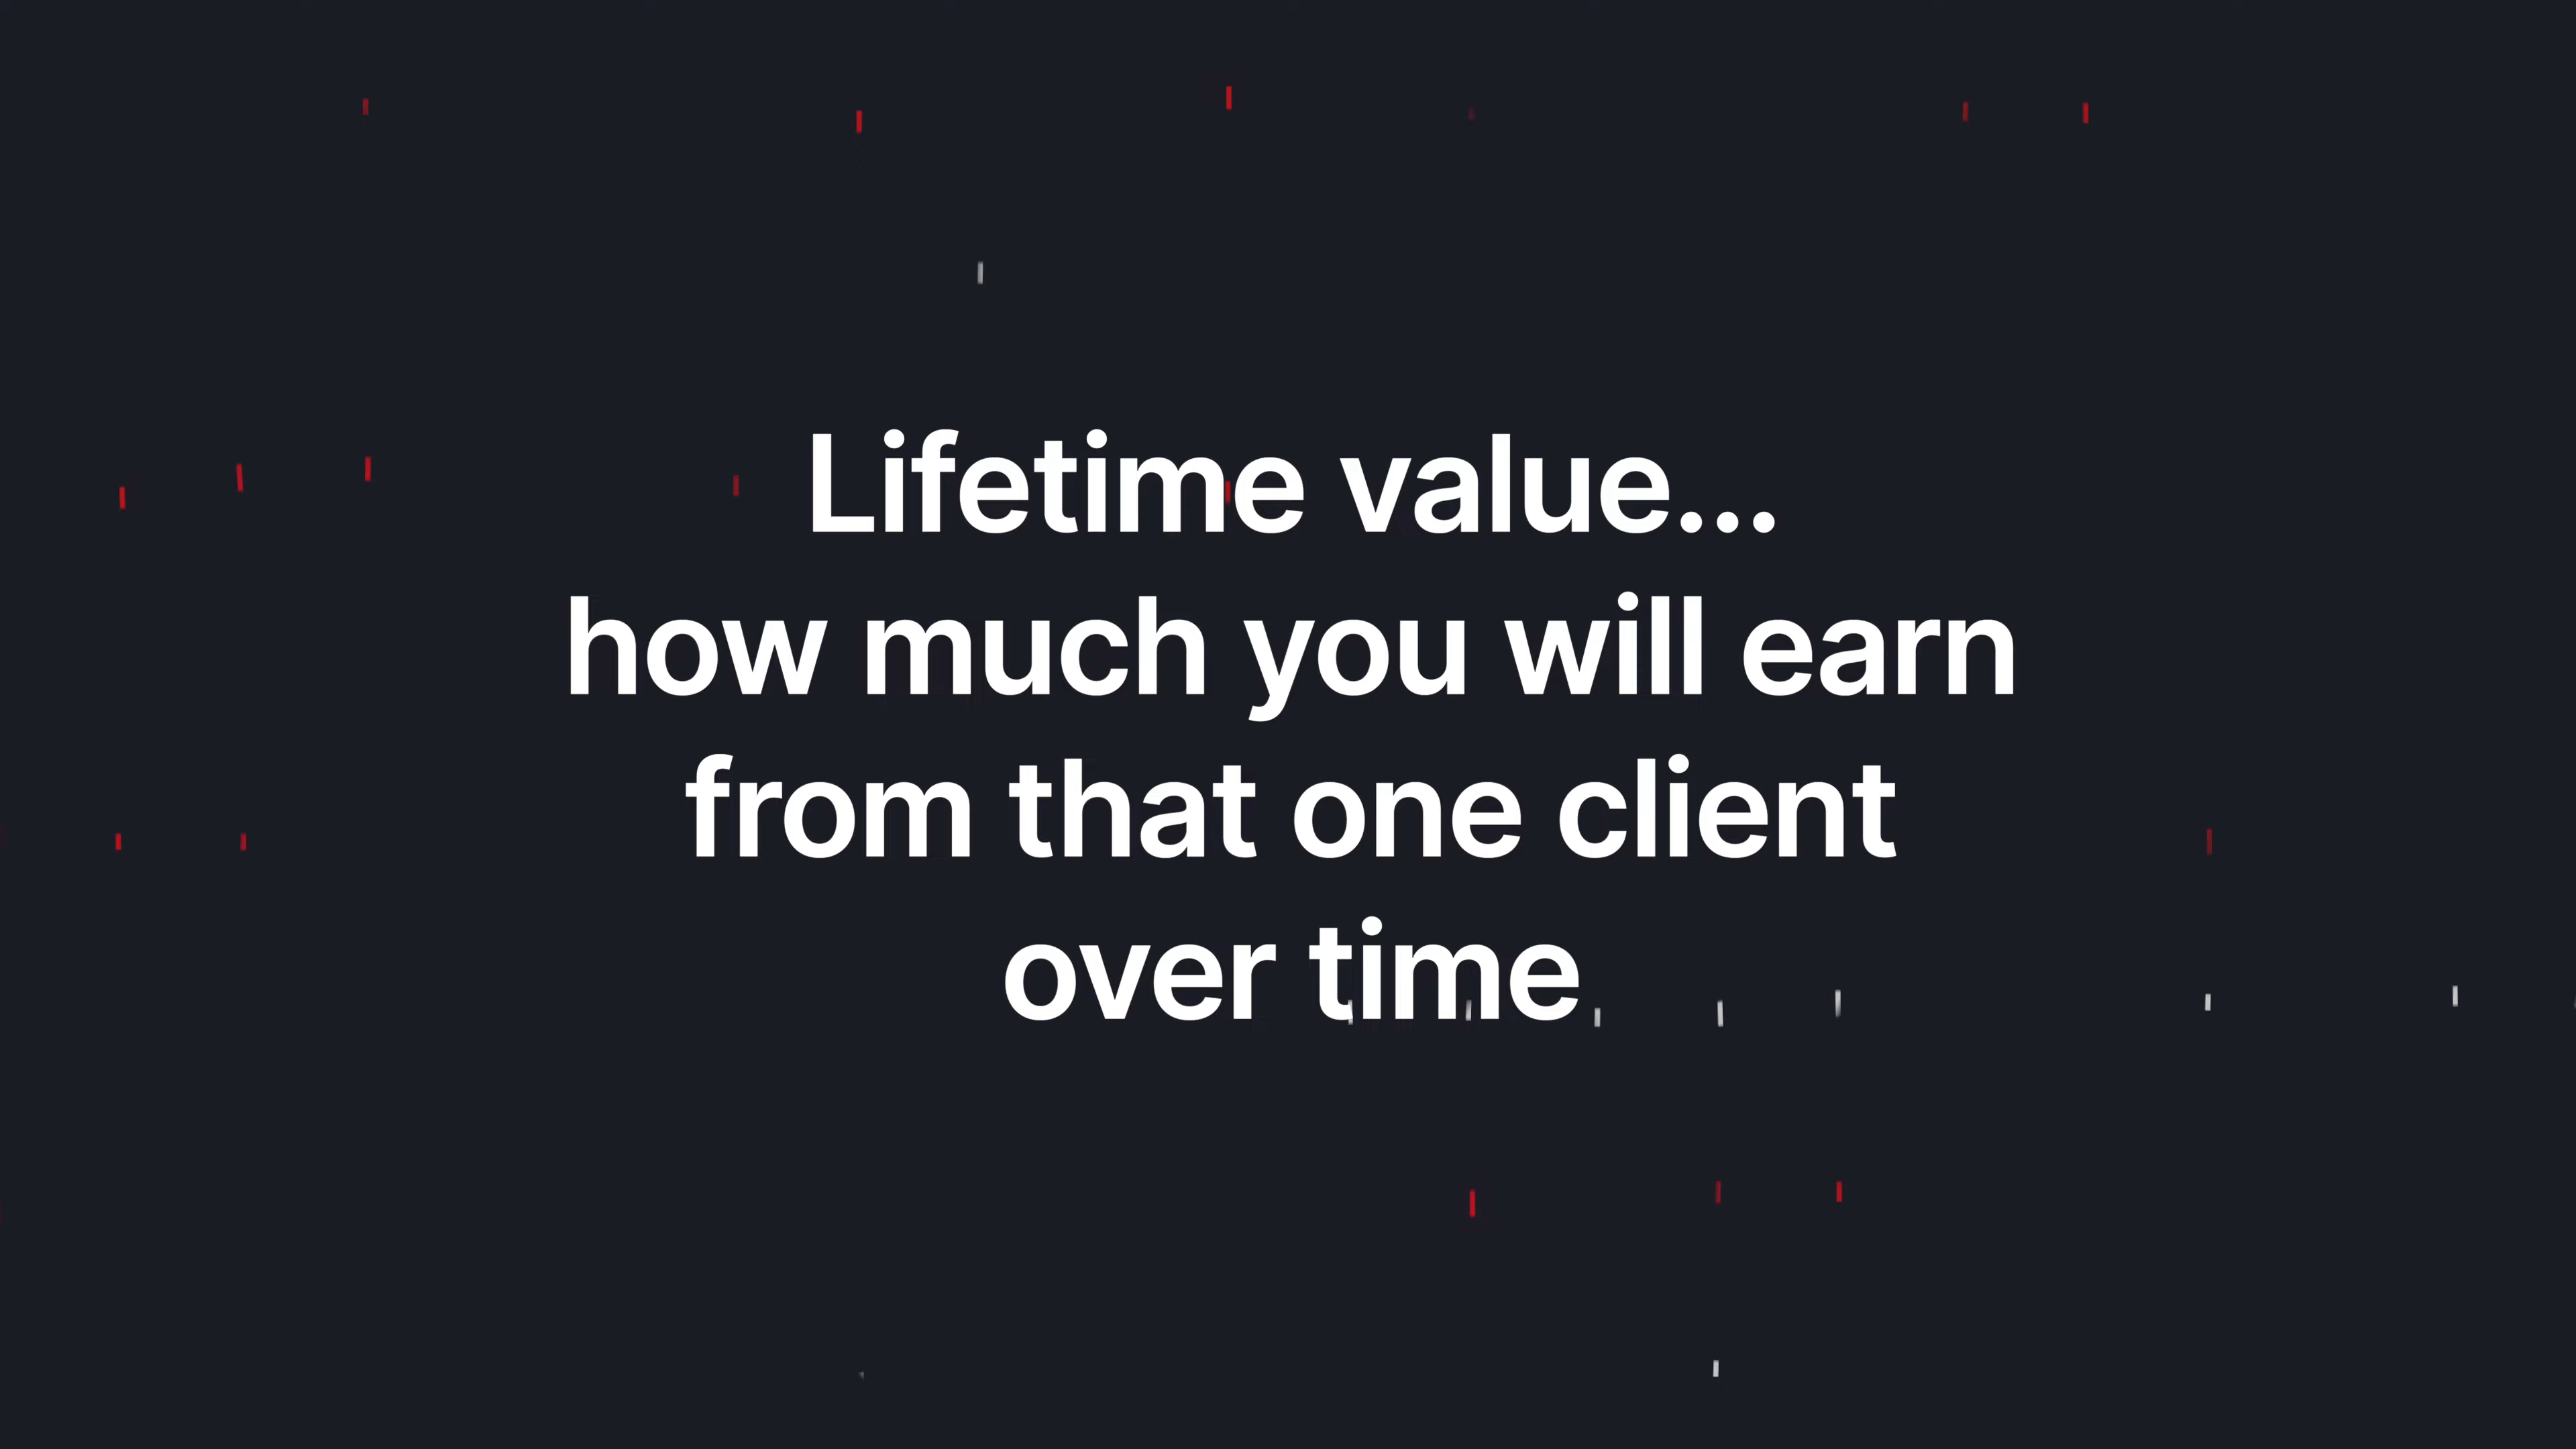 Lifetime value...
how much you will earn
from that one client
over time